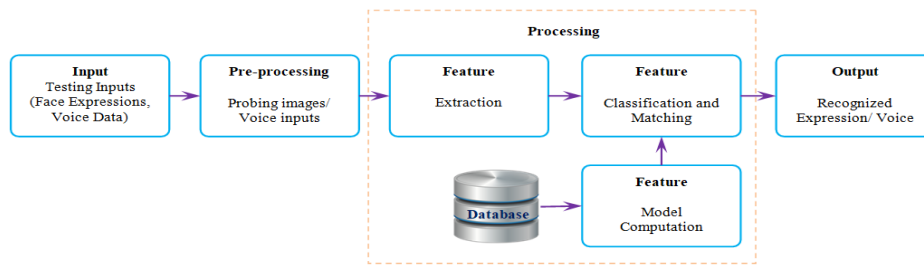 Processing
Input
Testing Inputs
(Face Expressions,
Voice Data)
Pre-processing
Probing images/
Voice inputs
Feature
Extraction
Feature
Classification and
Matching
Output
Recognized
Expression/ Voice
Database
Feature
Model
Computation